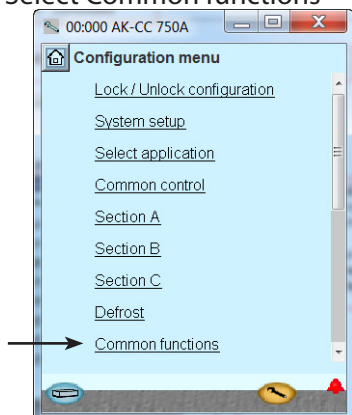 Select Common functions
00:000 AK-CC 750A
Configuration menu
Lock / Unlock configuration
System setup
Select application
Common control
Section A
Section B
Section C
Defrost
Common functions